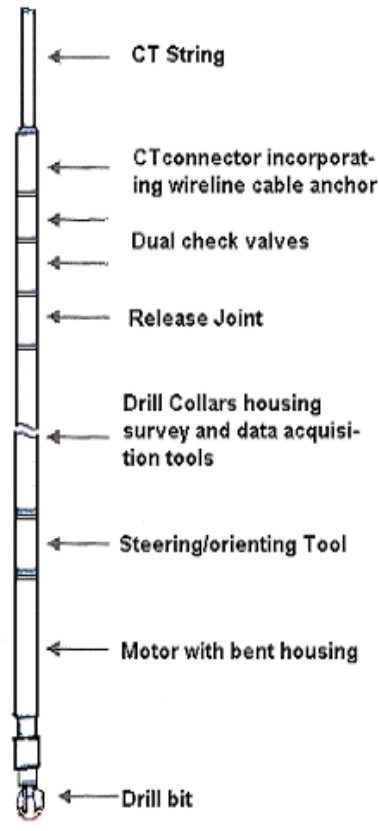 CT String
CTconnector incorporat-
ing wireline cable anchor
Dual check valves
Release Joint
Drill Collars housing
survey and data acquisi-
tion tools
Steering/orienting Tool
Motor with bent housing
Drill bit